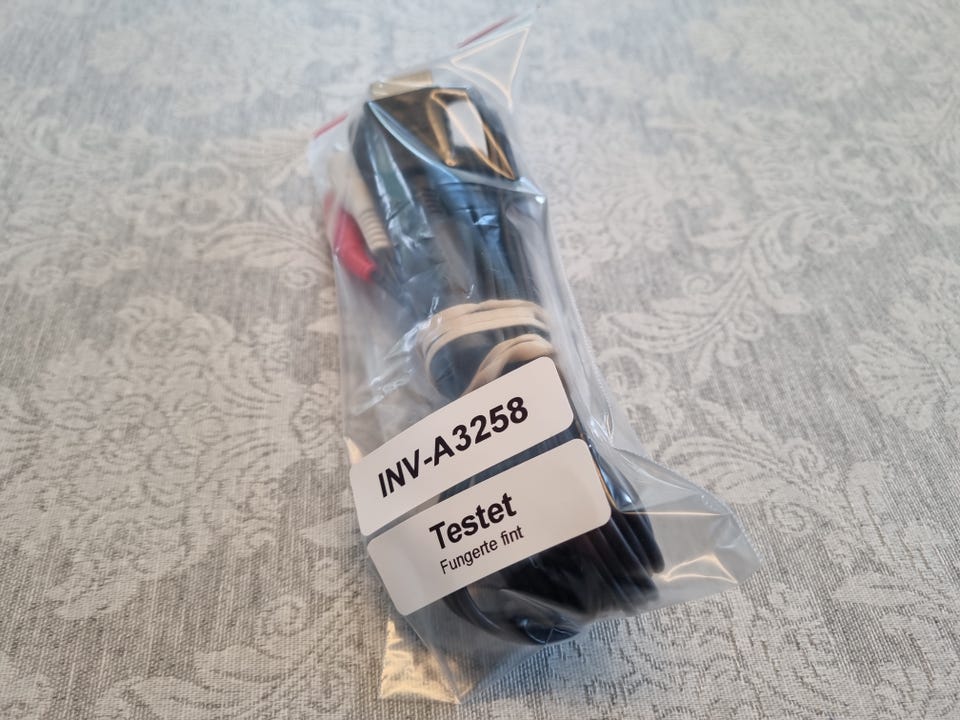 INV-A3258
Testet
Fungerte fint